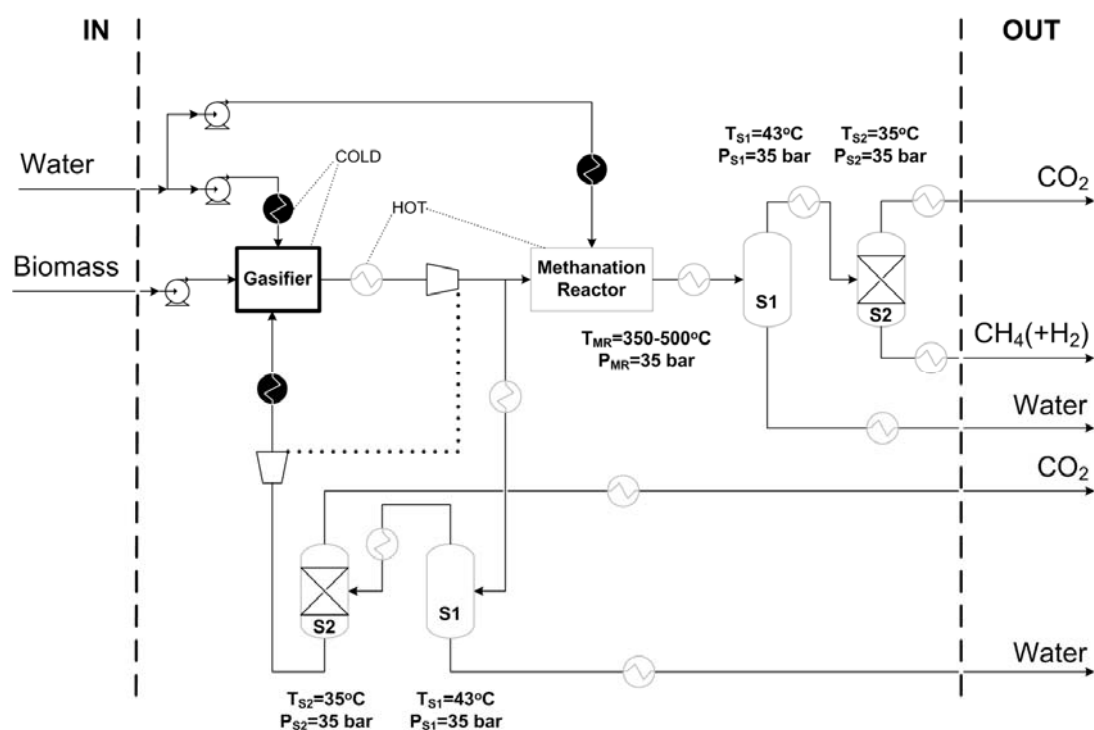 IN
OUT
T_S1=43°C
P_S1=35 bar
T_S2=35°C
P_S2=35 bar
Water
COLD
CO₂
HOT
Biomass
Gasifier
Methanation
Reactor
S1
S2
T_MR=350-500°C
P_MR=35 bar
CH₄(+H₂)
Water
CO₂
S2
S1
Water
T_S2=35°C
P_S2=35 bar
T_S1=43°C
P_S1=35 bar